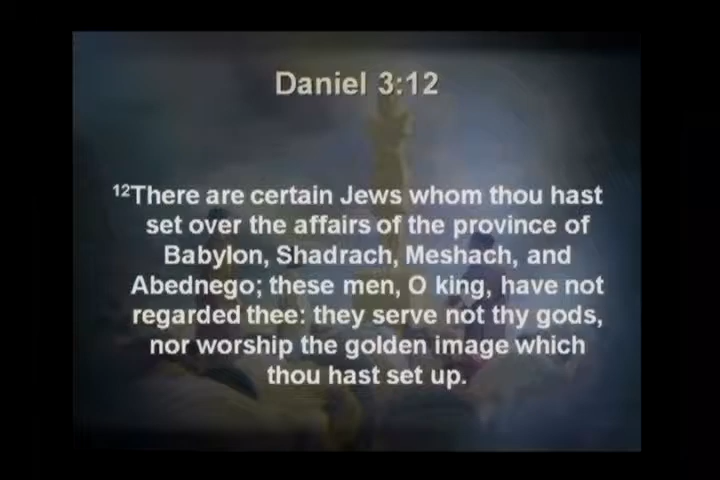 Daniel 3:12
12There are certain Jews whom thou hast
set over the affairs of the province of
Babylon, Shadrach, Meshach, and
Abednego; these men, O king, have not
regarded thee: they serve not thy gods,
nor worship the golden image which
thou hast set up.